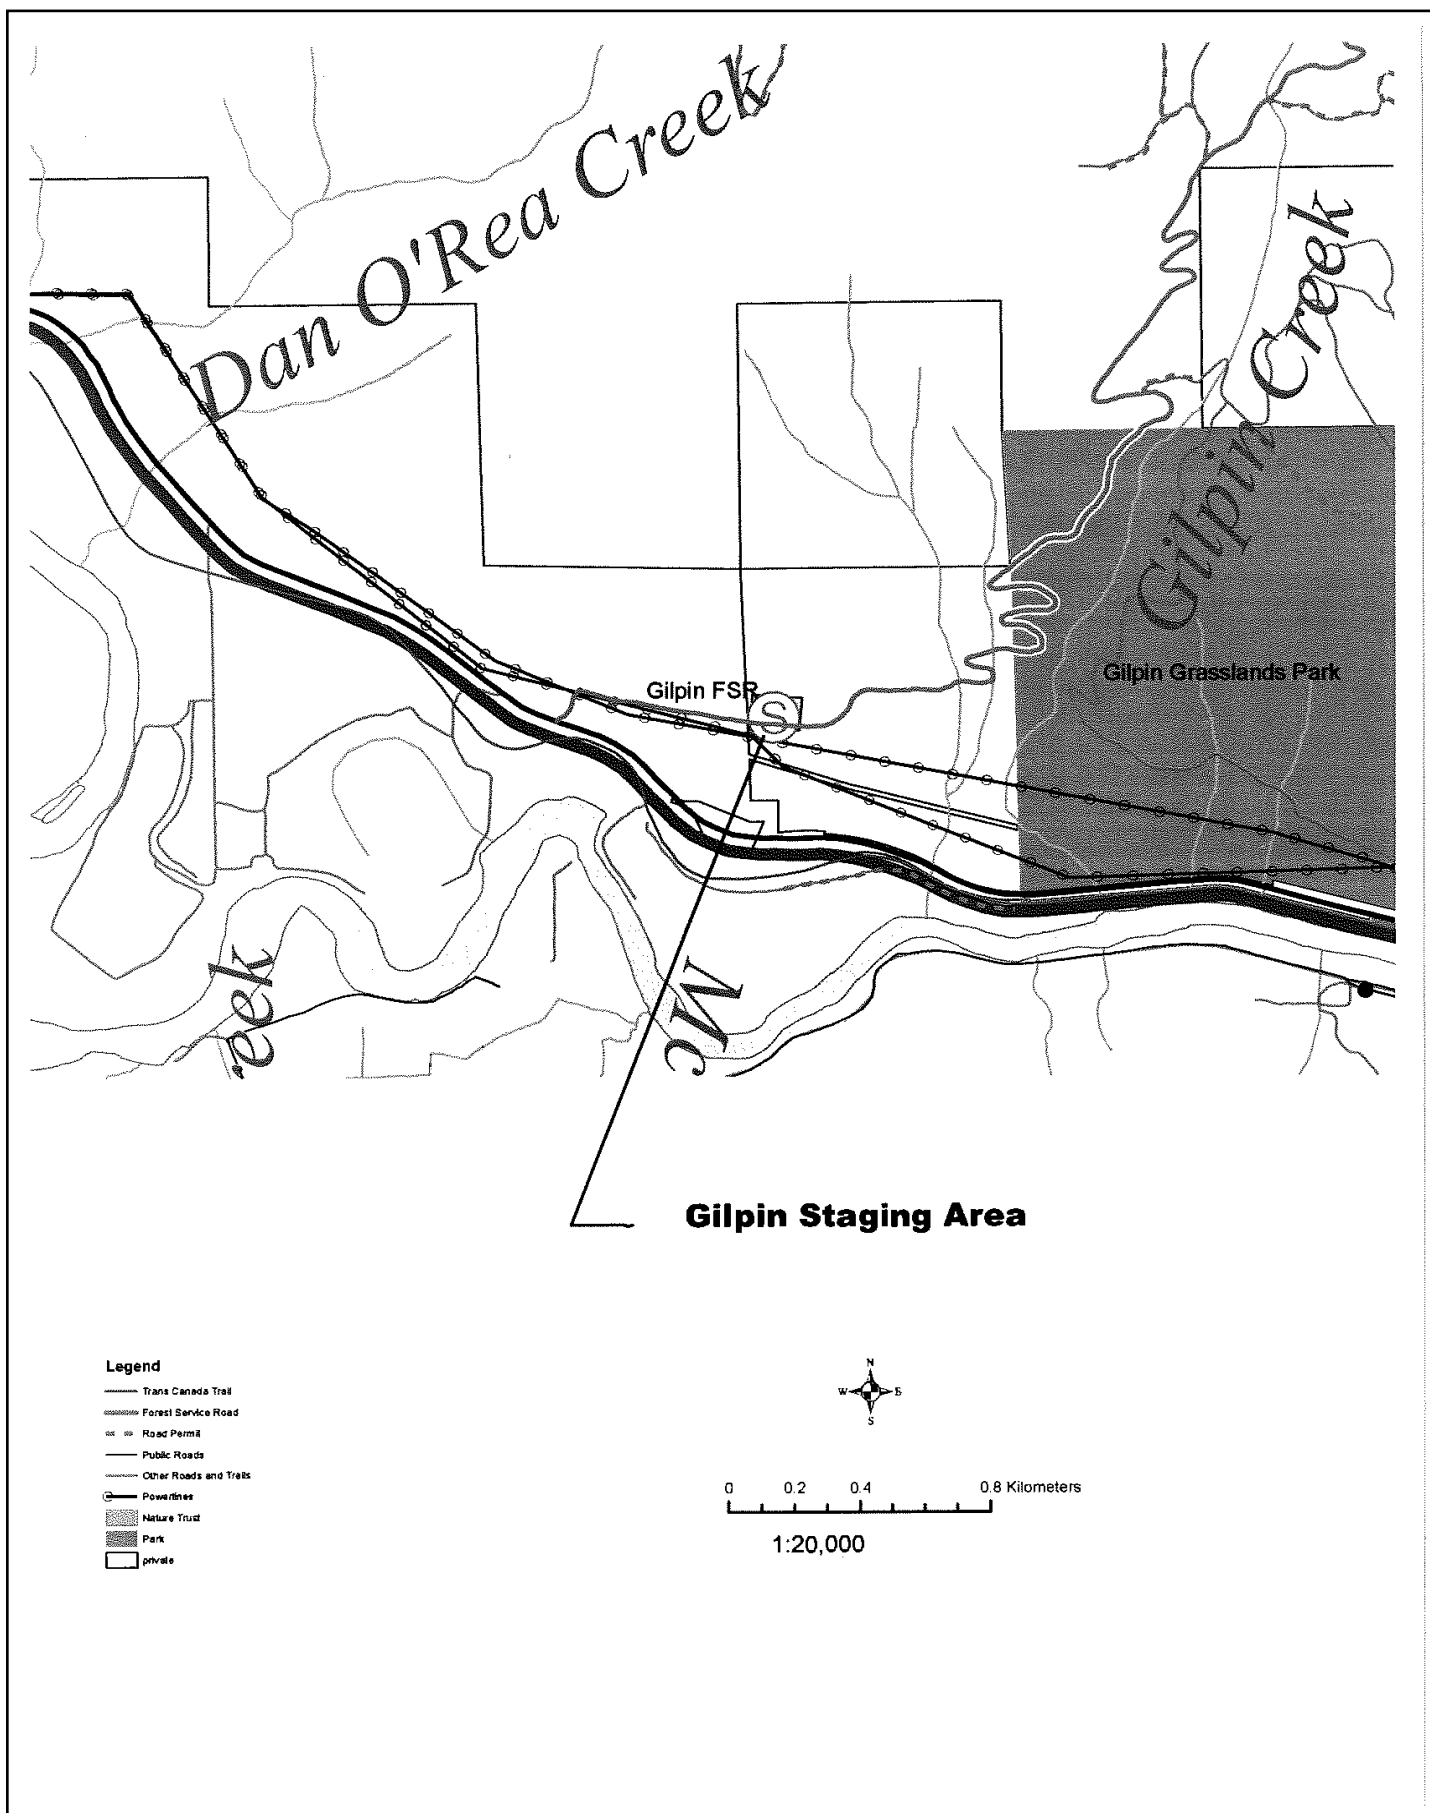 Dan O'Rea Creek
Gilpin Creek
Gilpin Grasslands Park
Gilpin FSR
S
eek
Mc
Gilpin Staging Area
Legend
Trans Canada Trail
Forest Service Road
Road Permit
Public Roads
Other Roads and Trails
Powerlines
Nature Trust
Park
private
N
W E
S
0 0.2 0.4 0.8 Kilometers
1:20,000